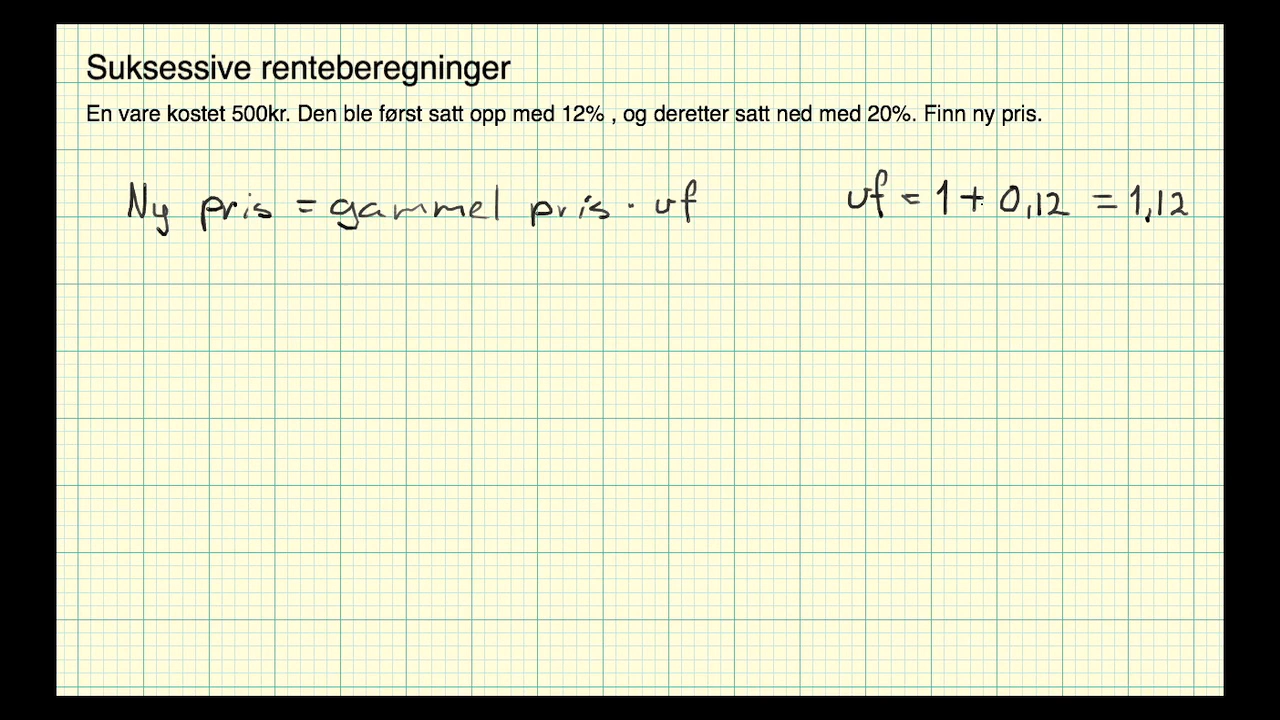 Suksessive renteberegninger
En vare kostet 500kr. Den ble først satt opp med 12% , og deretter satt ned med 20%. Finn ny pris.
Ny pris = gammel pris · vf
vf = 1 + 0,12 = 1,12